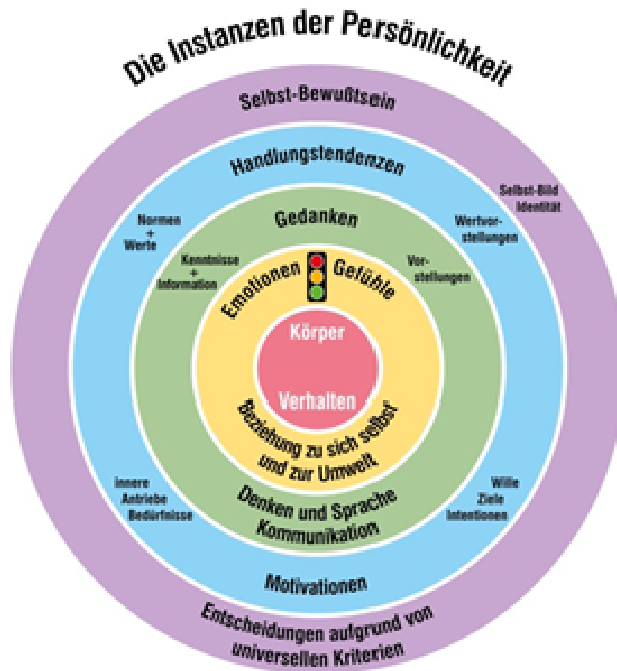 Die Instanzen der Persönlichkeit
Selbst-Bewußtsein
Handlungstendenzen
Selbst-Bild
Identität
Normen
+
Werte
Gedanken
Wertvor-
stellungen
Kenntnisse
+
Information
Vor-
stellungen
Emotionen
Gefühle
Körper
Verhalten
Beziehung zu sich selbst
und zur Umwelt
Denken und Sprache
Kommunikation
innere
Antriebe
Bedürfnisse
Wille
Ziele
Intentionen
Motivationen
Entscheidungen aufgrund von
universellen Kriterien